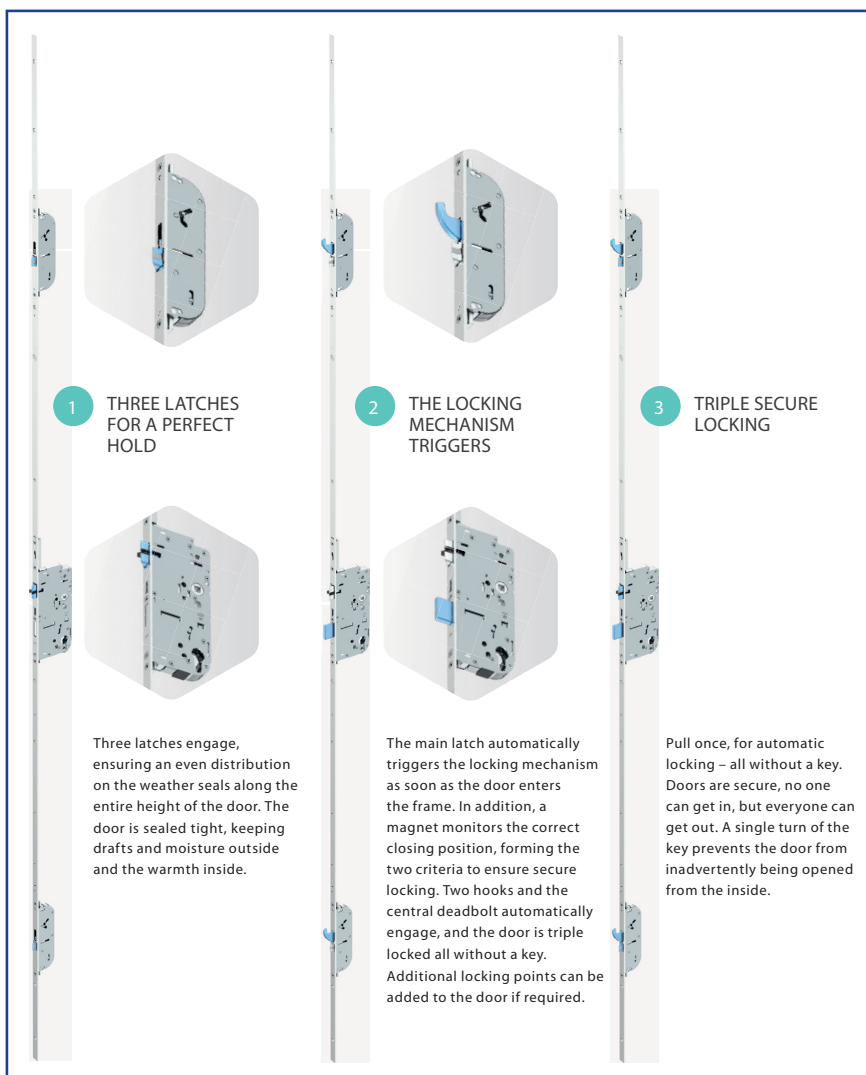 1
THREE LATCHES
FOR A PERFECT
HOLD
Three latches engage,
ensuring an even distribution
on the weather seals along the
entire height of the door. The
door is sealed tight, keeping
drafts and moisture outside
and the warmth inside.
2
THE LOCKING
MECHANISM
TRIGGERS
The main latch automatically
triggers the locking mechanism
as soon as the door enters
the frame. In addition, a
magnet monitors the correct
closing position, forming the
two criteria to ensure secure
locking. Two hooks and the
central deadbolt automatically
engage, and the door is triple
locked all without a key.
Additional locking points can be
added to the door if required.
3
TRIPLE SECURE
LOCKING
Pull once, for automatic
locking – all without a key.
Doors are secure, no one
can get in, but everyone can
get out. A single turn of the
key prevents the door from
inadvertently being opened
from the inside.